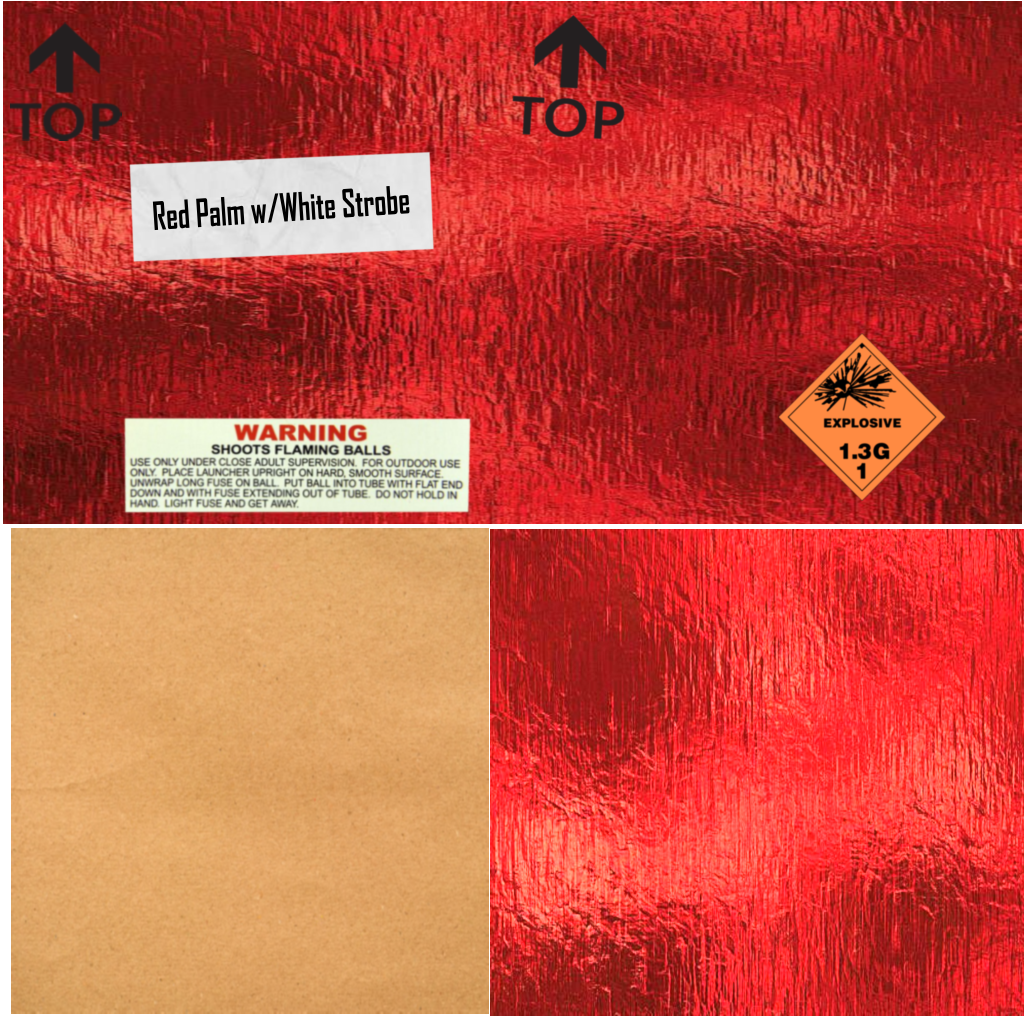 TOP
TOP
Red Palm w/White Strobe
WARNING
SHOOTS FLAMING BALLS
USE ONLY UNDER CLOSE ADULT SUPERVISION. FOR OUTDOOR USE
ONLY. PLACE LAUNCHER UPRIGHT ON HARD, SMOOTH SURFACE.
UNWRAP LONG FUSE ON BALL. PUT BALL INTO TUBE WITH FLAT END
DOWN AND WITH FUSE EXTENDING OUT OF TUBE. DO NOT HOLD IN
HAND. LIGHT FUSE AND GET AWAY.
EXPLOSIVE
1.3G
1